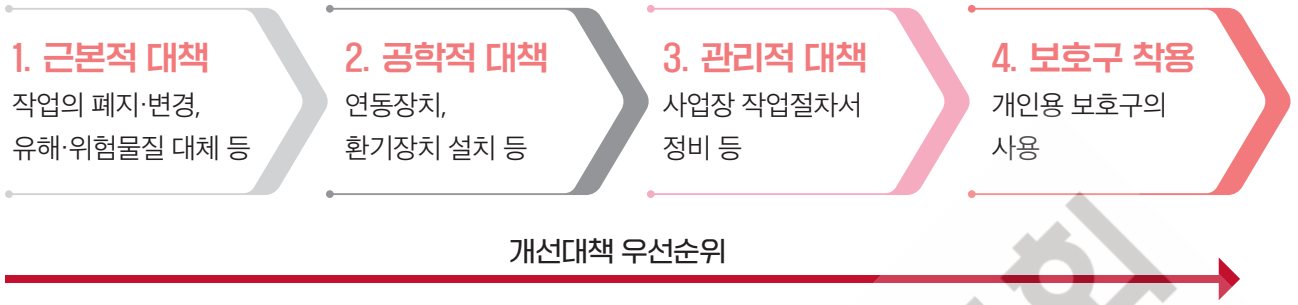 1. 근본적 대책
작업의 폐지·변경,
유해·위험물질 대체 등
2. 공학적 대책
연동장치,
환기장치 설치 등
3. 관리적 대책
사업장 작업절차서
정비 등
4. 보호구 착용
개인용 보호구의
사용
개선대책 우선순위